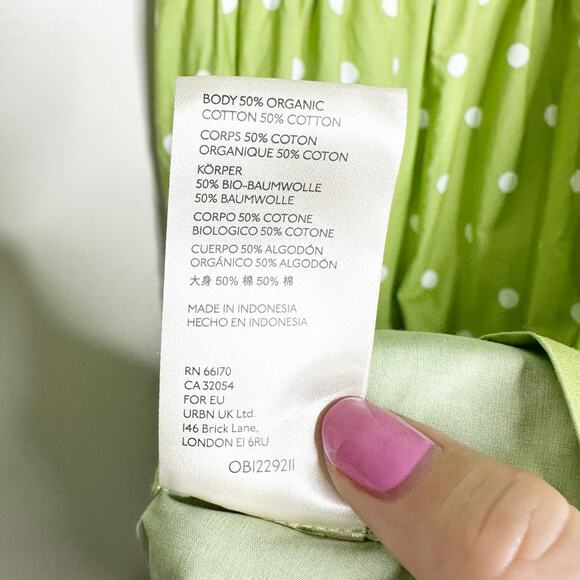 BODY 50% ORGANIC
COTTON 50% COTTON
CORPS 50% COTON
ORGANIQUE 50% COTON
KÖRPER
50% BIO-BAUMWOLLE
50% BAUMWOLLE
CORPO 50% COTONE
BIOLOGICO 50% COTONE
CUERPO 50% ALGODÓN
ORGÁNICO 50% ALGODÓN
大身 50% 棉 50% 棉
MADE IN INDONESIA
HECHO EN INDONESIA
RN 66170
CA 32054
FOR EU
URBN UK Ltd.
146 Brick Lane,
LONDON E1 6RU
OB1229211